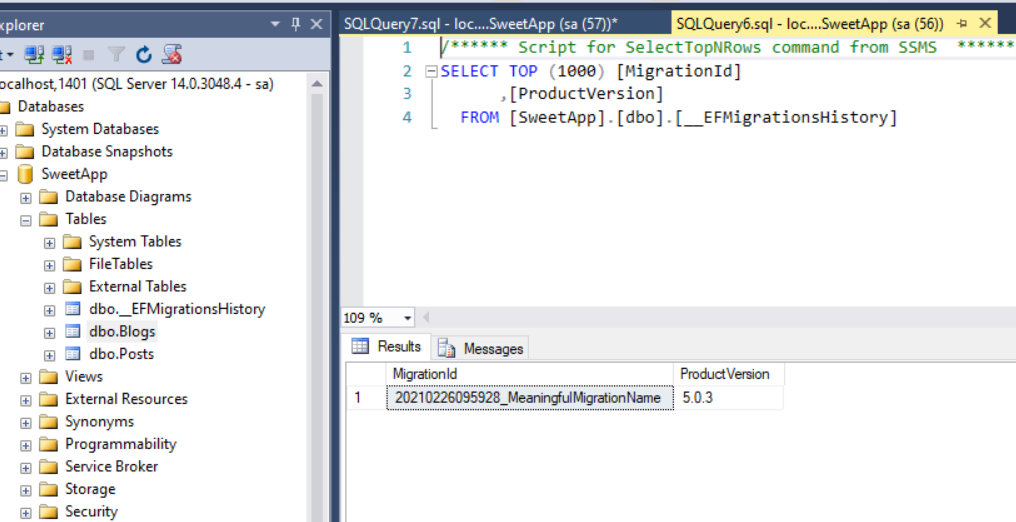 xplorer
ocalhost,1401 (SQL Server 14.0.3048.4 - sa)
Databases
System Databases
Database Snapshots
SweetApp
Database Diagrams
Tables
System Tables
FileTables
External Tables
dbo.__EFMigrationsHistory
dbo.Blogs
dbo.Posts
Views
External Resources
Synonyms
Programmability
Service Broker
Storage
Security
SQLQuery7.sql - loc....SweetApp (sa (57))*
SQLQuery6.sql - loc....SweetApp (sa (56))
1 /****** Script for SelectTopNRows command from SSMS ******
2 SELECT TOP (1000) [MigrationId]
3 ,[ProductVersion]
4 FROM [SweetApp].[dbo].[__EFMigrationsHistory]
109 %
Results Messages
MigrationId ProductVersion
1 20210226095928_MeaningfulMigrationName 5.0.3